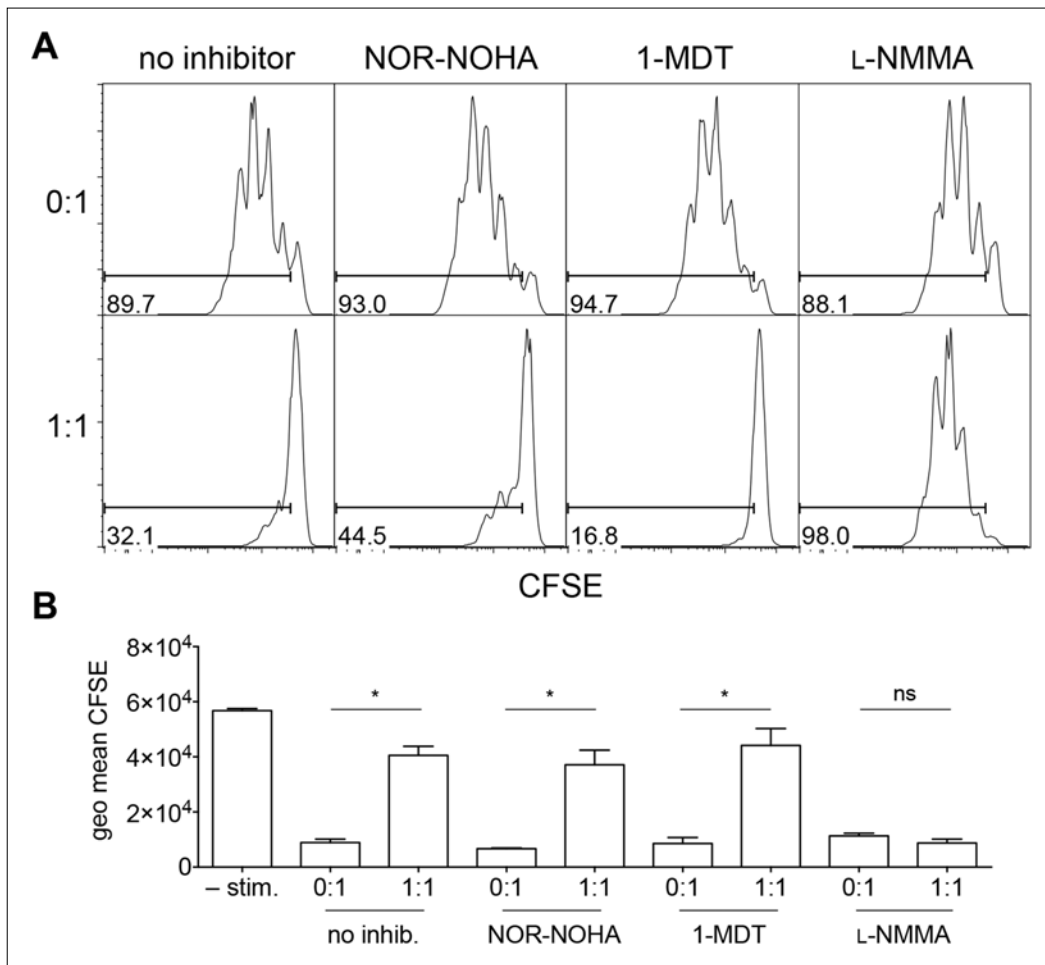 A
no inhibitor NOR-NOHA 1-MDT L-NMMA
0:1
89.7 93.0 94.7 88.1
1:1
32.1 44.5 16.8 98.0
CFSE
B
geo mean CFSE
8×10⁴
6×10⁴
4×10⁴
2×10⁴
0
* * * ns
– stim. 0:1 1:1 0:1 1:1 0:1 1:1 0:1 1:1
no inhib. NOR-NOHA 1-MDT L-NMMA